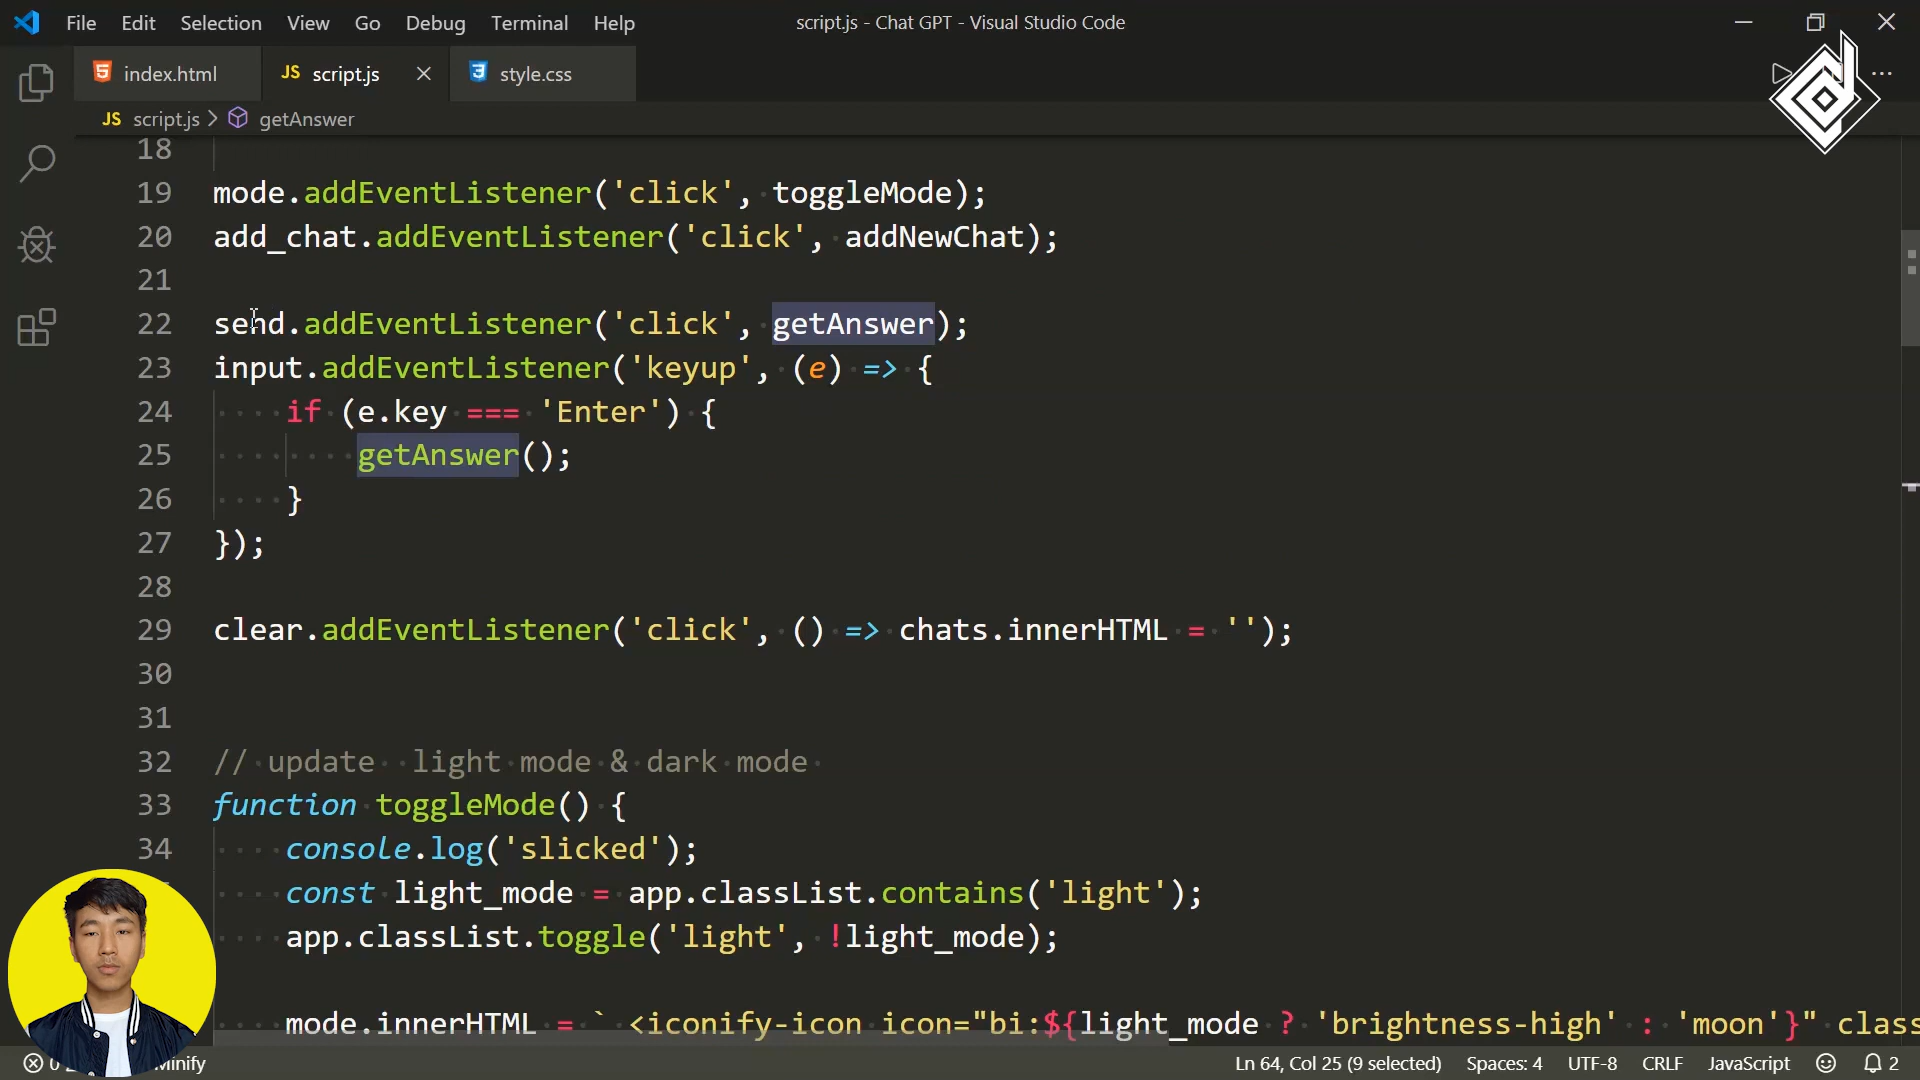 File Edit Selection View Go Debug Terminal Help script.js - Chat GPT - Visual Studio Code
index.html JS script.js style.css
JS script.js > getAnswer
18
19 mode.addEventListener('click', toggleMode);
20 add_chat.addEventListener('click', addNewChat);
21
22 send.addEventListener('click', getAnswer);
23 input.addEventListener('keyup', (e) => {
24 if (e.key === 'Enter') {
25 getAnswer();
26 }
27 });
28
29 clear.addEventListener('click', () => chats.innerHTML = '');
30
31
32 // update light mode & dark mode
33 function toggleMode() {
34 console.log('slicked');
const light_mode = app.classList.contains('light');
app.classList.toggle('light', !light_mode);
mode.innerHTML = ` <iconify-icon icon="bi:${light_mode ? 'brightness-high' : 'moon'}" class
0 Minify Ln 64, Col 25 (9 selected) Spaces: 4 UTF-8 CRLF JavaScript 2